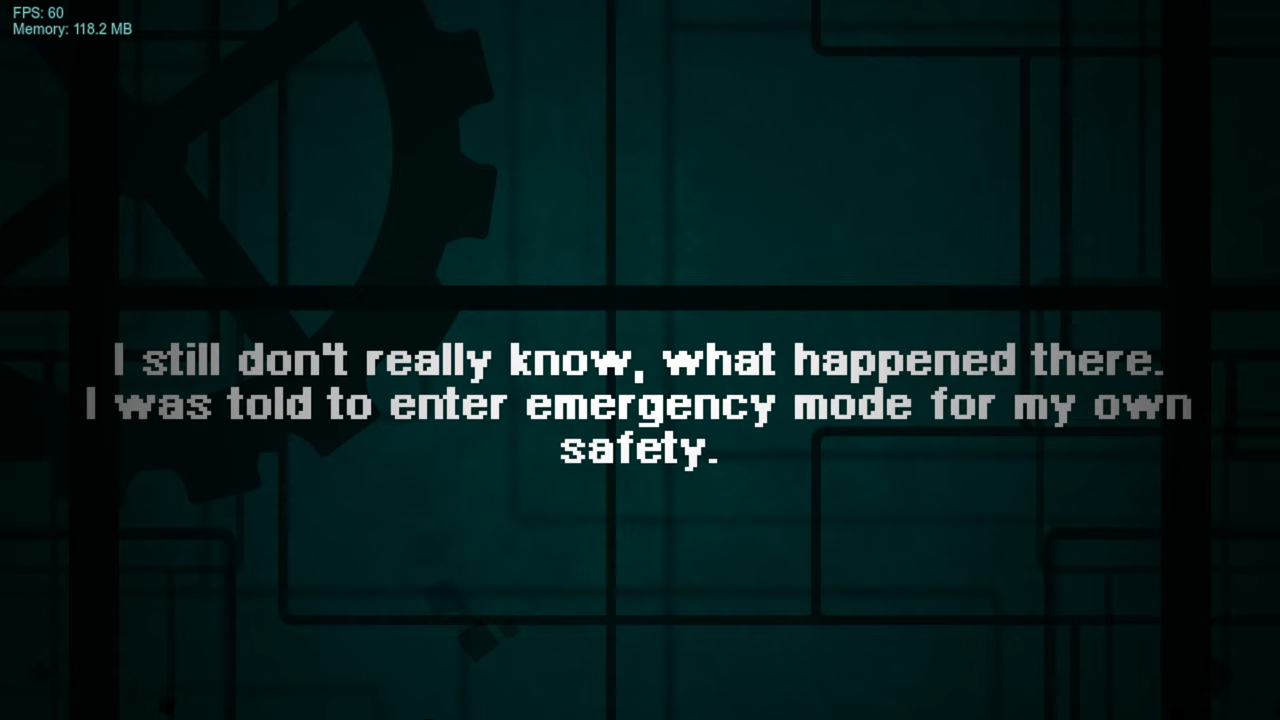 FPS: 60
Memory: 118.2 MB
I still don't really know, what happened there.
I was told to enter emergency mode for my own
safety.